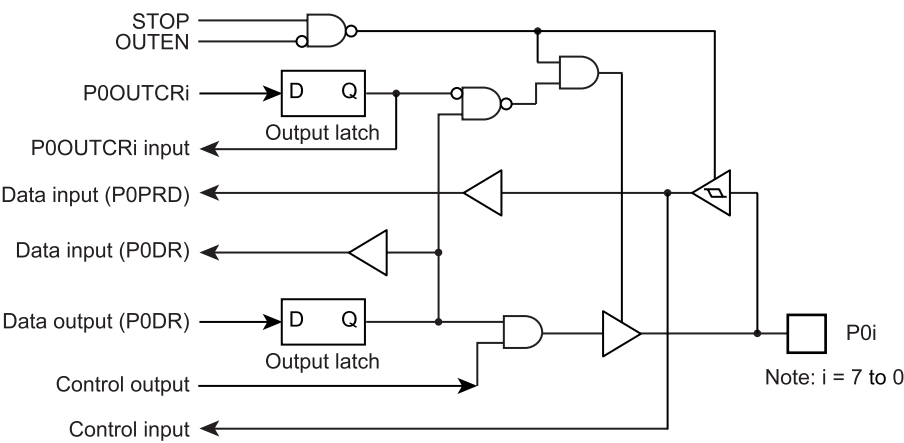 STOP
OUTEN
P0OUTCRi
D Q
Output latch
P0OUTCRi input
Data input (P0PRD)
Data input (P0DR)
Data output (P0DR)
D Q
Output latch
P0i
Note: i = 7 to 0
Control output
Control input